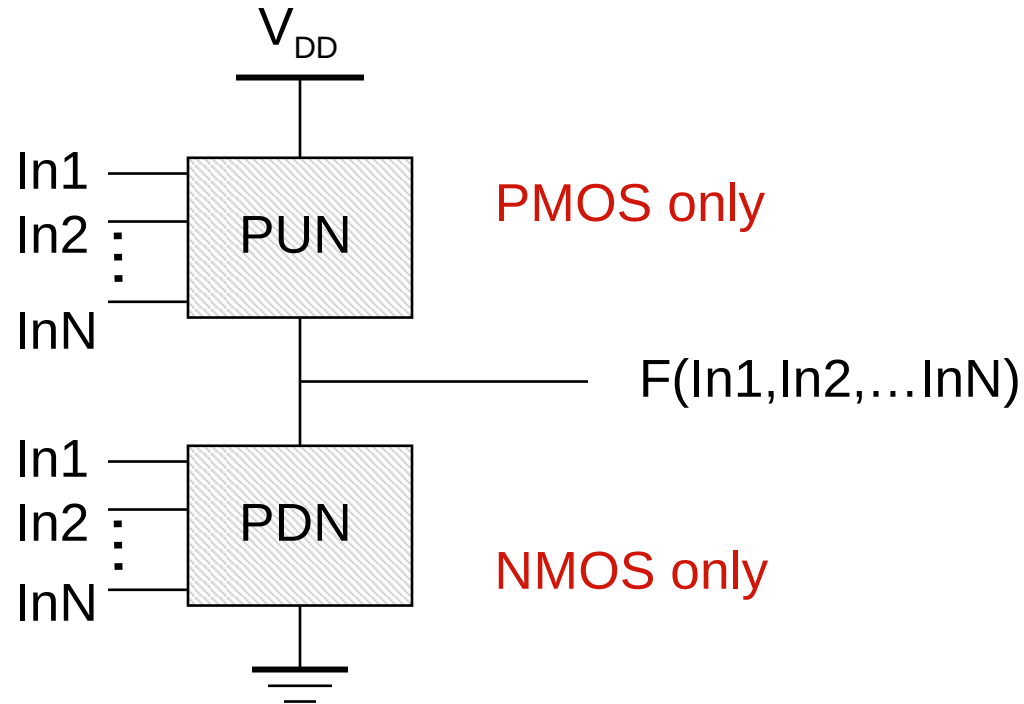 VDD
In1
In2
InN
PUN
PMOS only
F(In1,In2,…InN)
In1
In2
InN
PDN
NMOS only